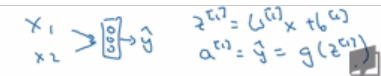 x₁
x₂
ŷ
z^[1] = W^[1] x + b^[1]
a^[1] = ŷ = g(z^[1])